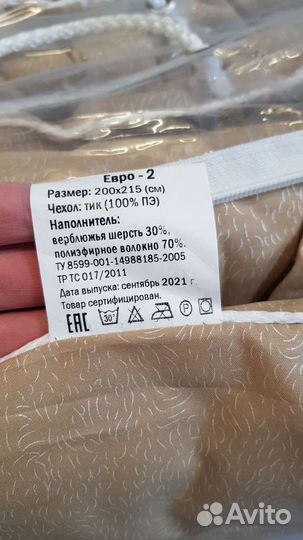 Евро - 2
Размер: 200х215 (см)
Чехол: тик (100% ПЭ)
Наполнитель:
верблюжья шерсть 30%,
полиэфирное волокно 70%.
ТУ 8599-001-14988185-2005
ТР ТС 017/2011
Дата выпуска: сентябрь 2021 г.
Товар сертифицирован.
ЕАС 30° P
Avito